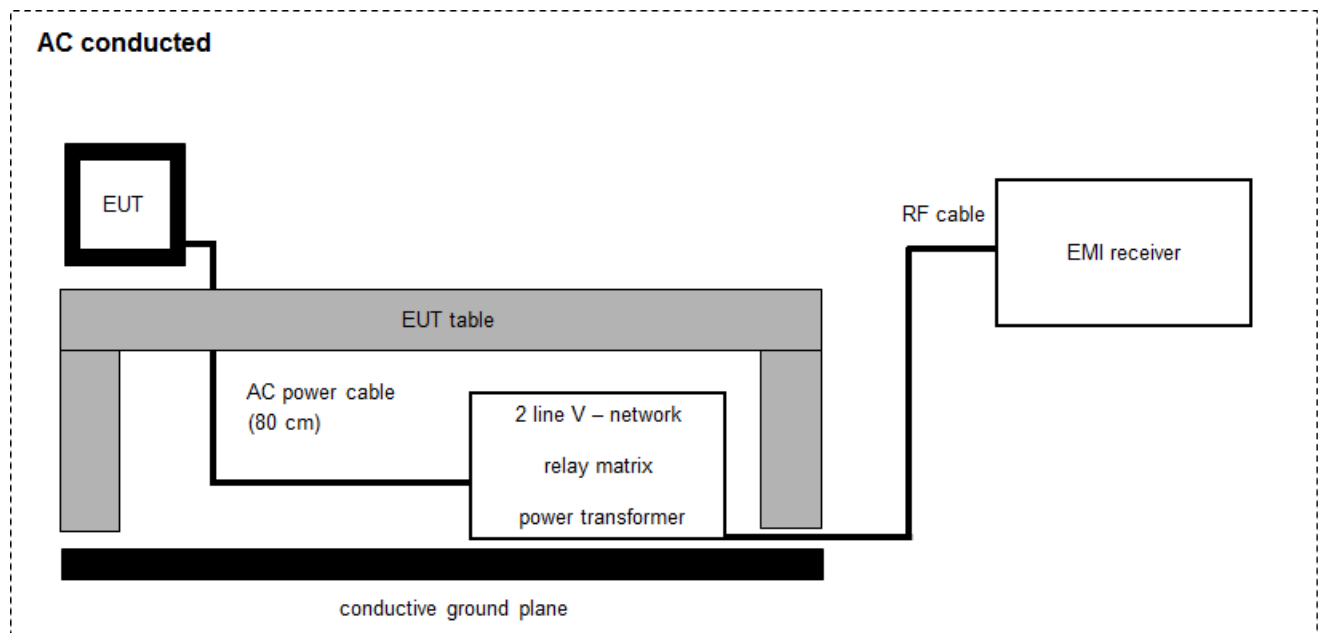 AC conducted
EUT
RF cable
EMI receiver
EUT table
AC power cable
(80 cm)
2 line V – network
relay matrix
power transformer
conductive ground plane